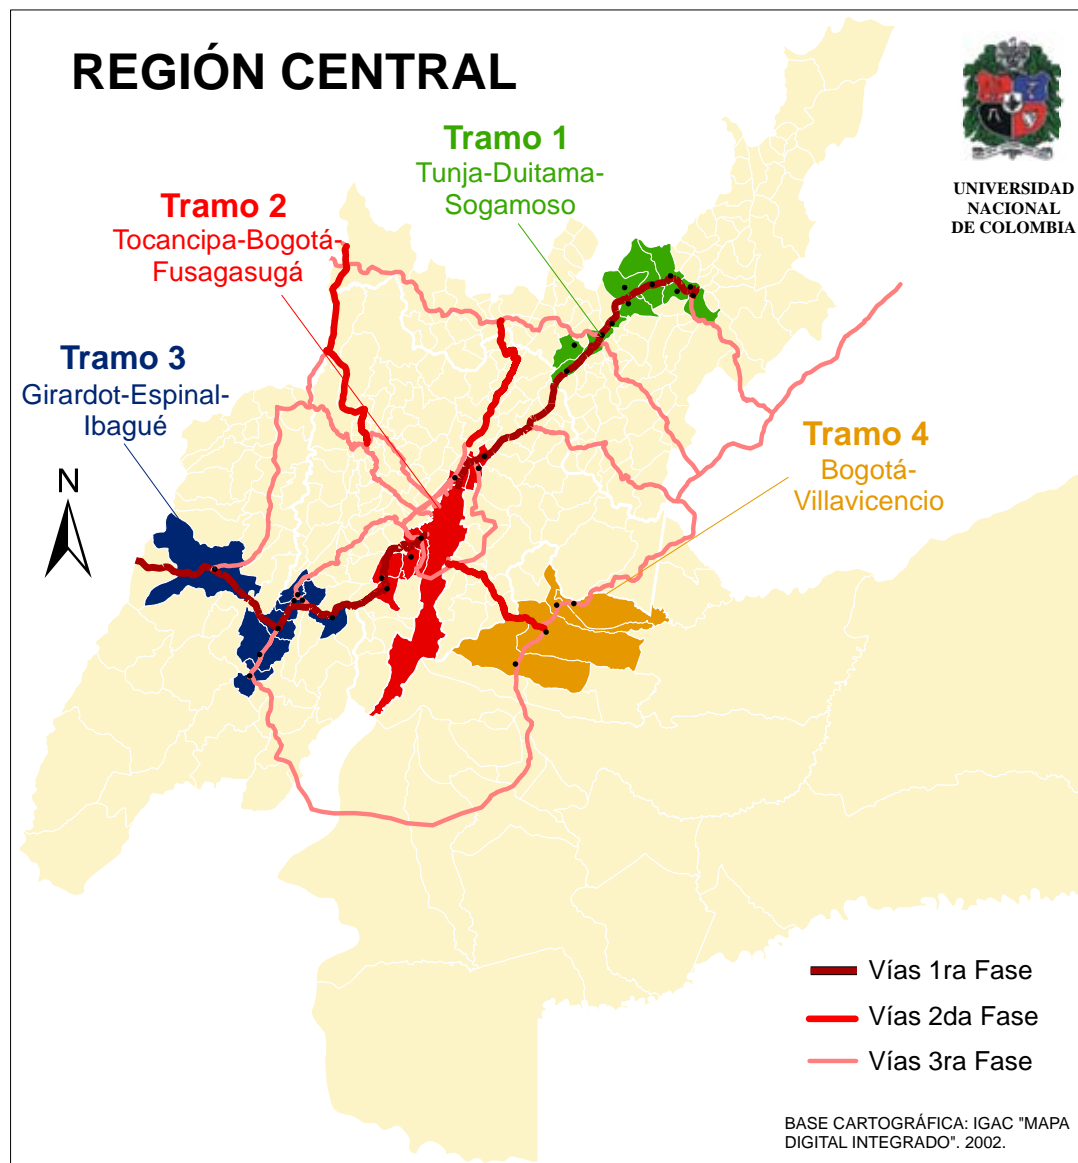 REGIÓN CENTRAL
Tramo 1
Tunja-Duitama-
Sogamoso
UNIVERSIDAD
NACIONAL
DE COLOMBIA
Tramo 2
Tocancipa-Bogotá-
Fusagasugá
Tramo 3
Girardot-Espinal-
Ibagué
Tramo 4
Bogotá-
Villavicencio
N
Vías 1ra Fase
Vías 2da Fase
Vías 3ra Fase
BASE CARTOGRÁFICA: IGAC "MAPA
DIGITAL INTEGRADO". 2002.